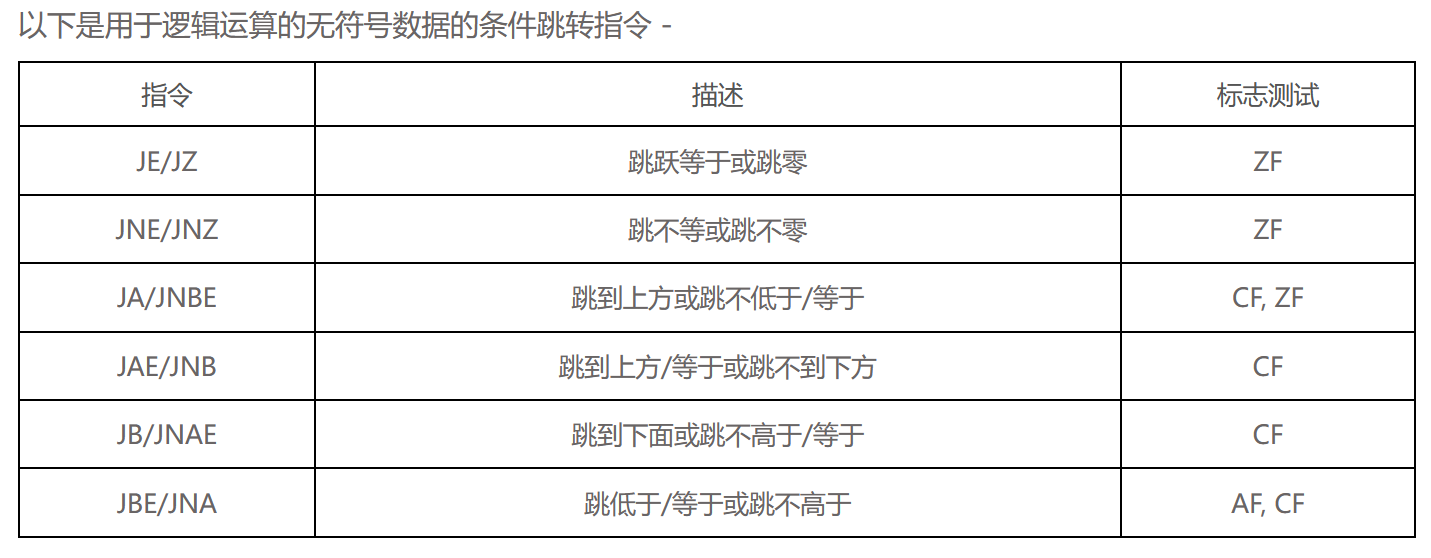 以下是用于逻辑运算的无符号数据的条件跳转指令 -
指令 描述 标志测试
JE/JZ 跳跃等于或跳零 ZF
JNE/JNZ 跳不等或跳不零 ZF
JA/JNBE 跳到上方或跳不低于/等于 CF, ZF
JAE/JNB 跳到上方/等于或跳不到下方 CF
JB/JNAE 跳到下面或跳不高于/等于 CF
JBE/JNA 跳低于/等于或跳不高于 AF, CF